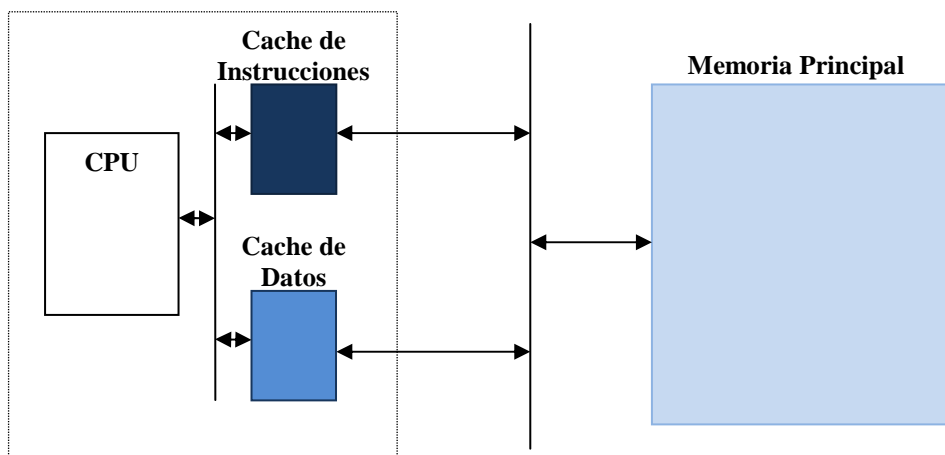 Cache de
Instrucciones
Memoria Principal
CPU
Cache de
Datos